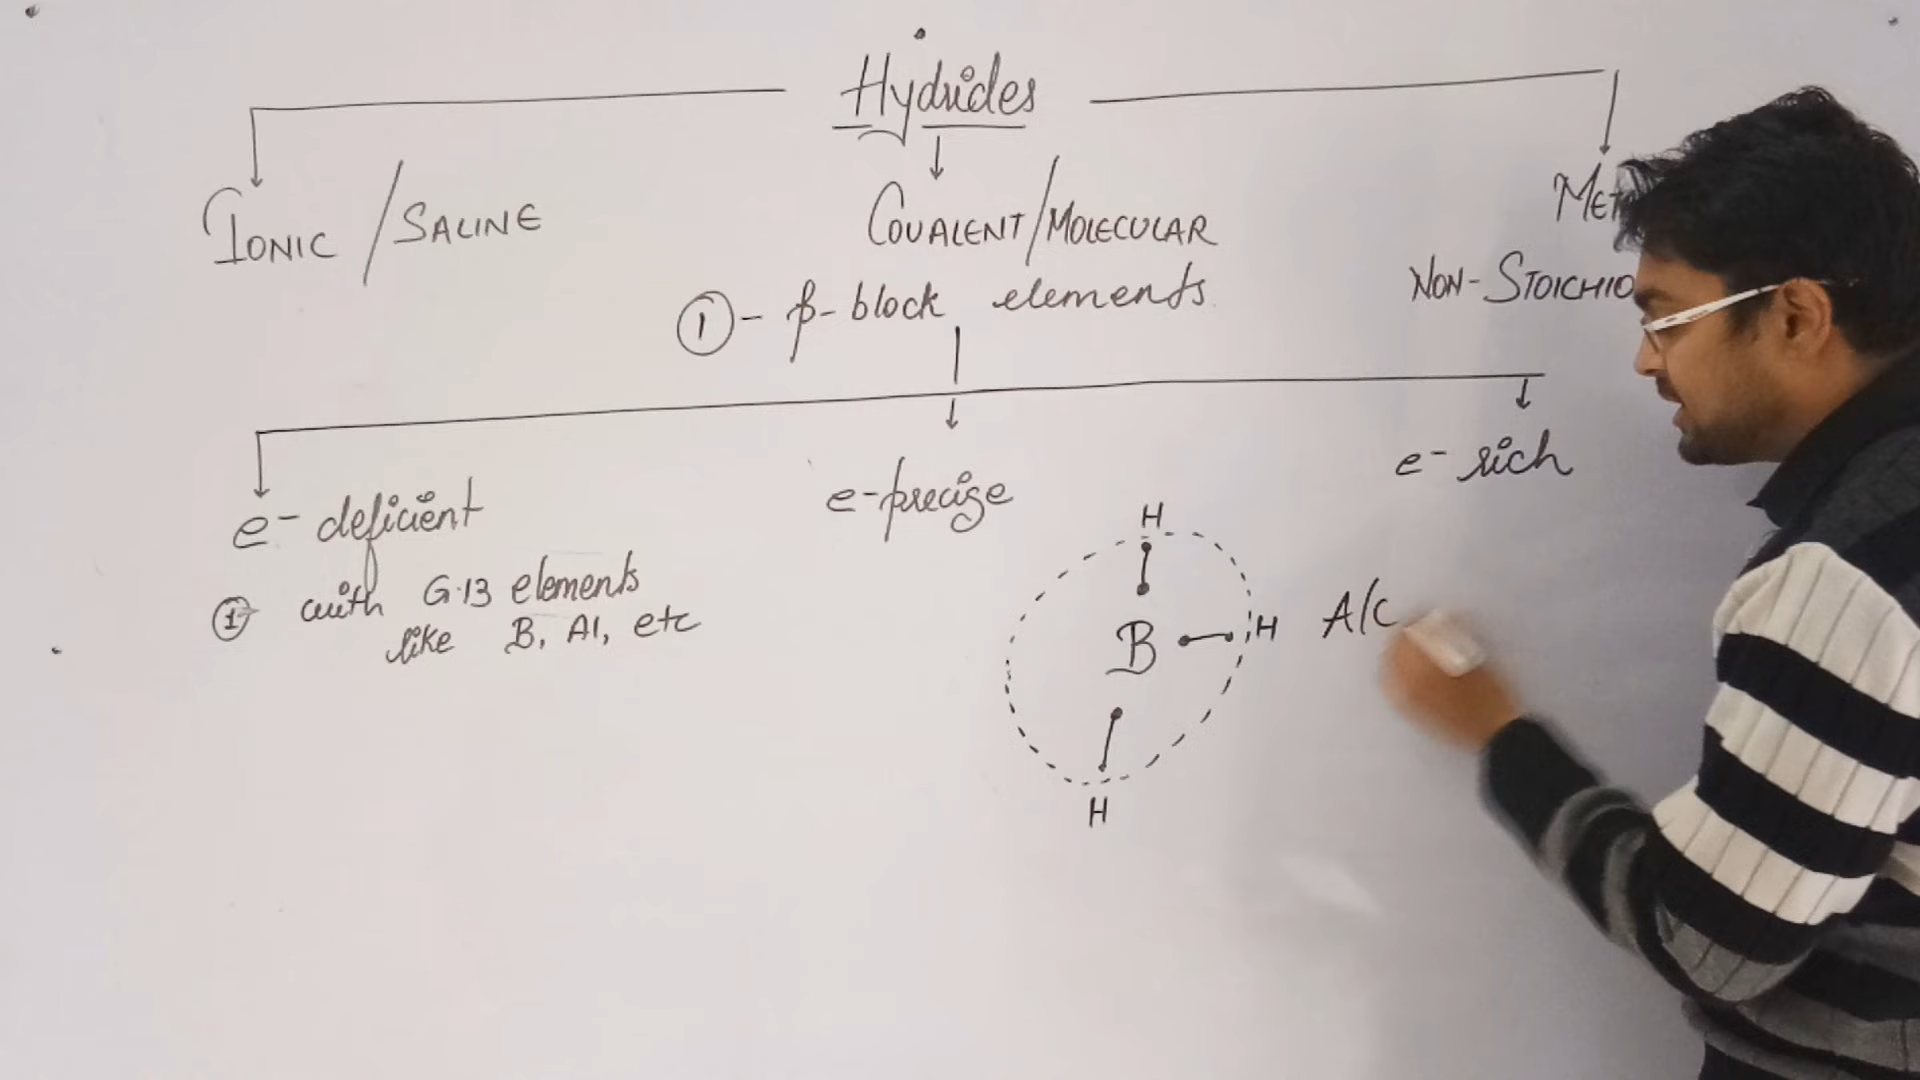 Hydrides
IONIC / SALINE
COVALENT/MOLECULAR
MET
NON-STOICHIO
① - p-block elements
e- deficient
e-precise
e- rich
① with G.13 elements
like B, Al, etc
H
B
H
A/C
H